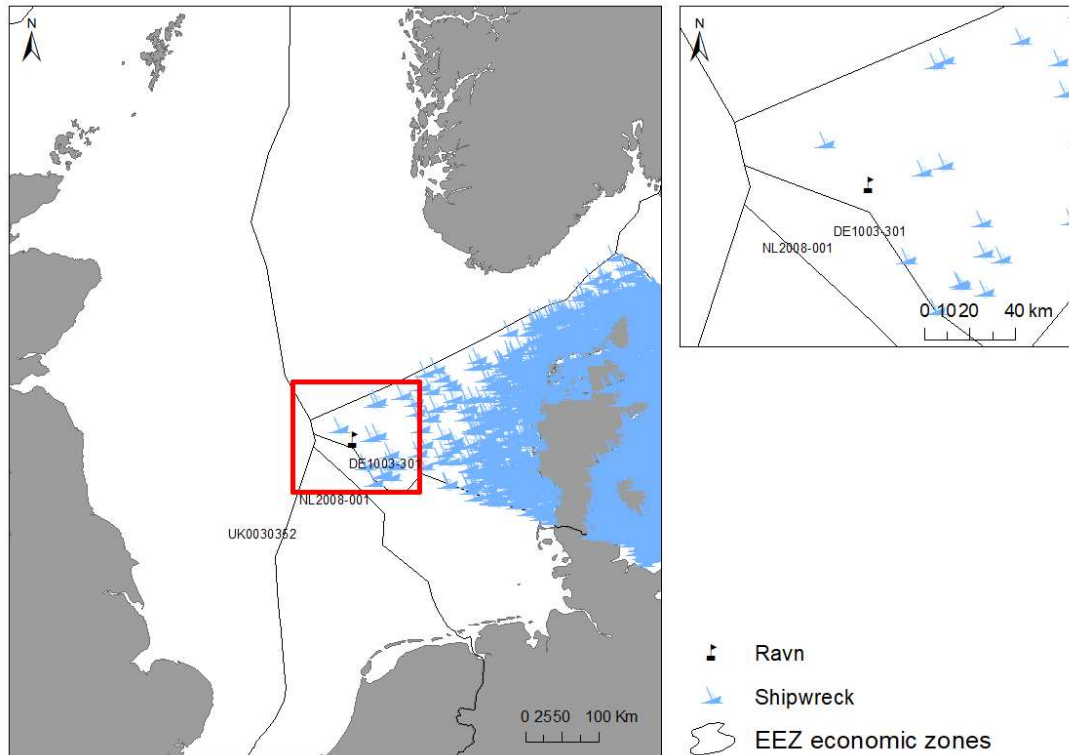 N
DE1003-301
NL2008-001
UK0030352
0 2550 100 Km
N
DE1003-301
NL2008-001
0 10 20 40 km
Ravn
Shipwreck
EEZ economic zones